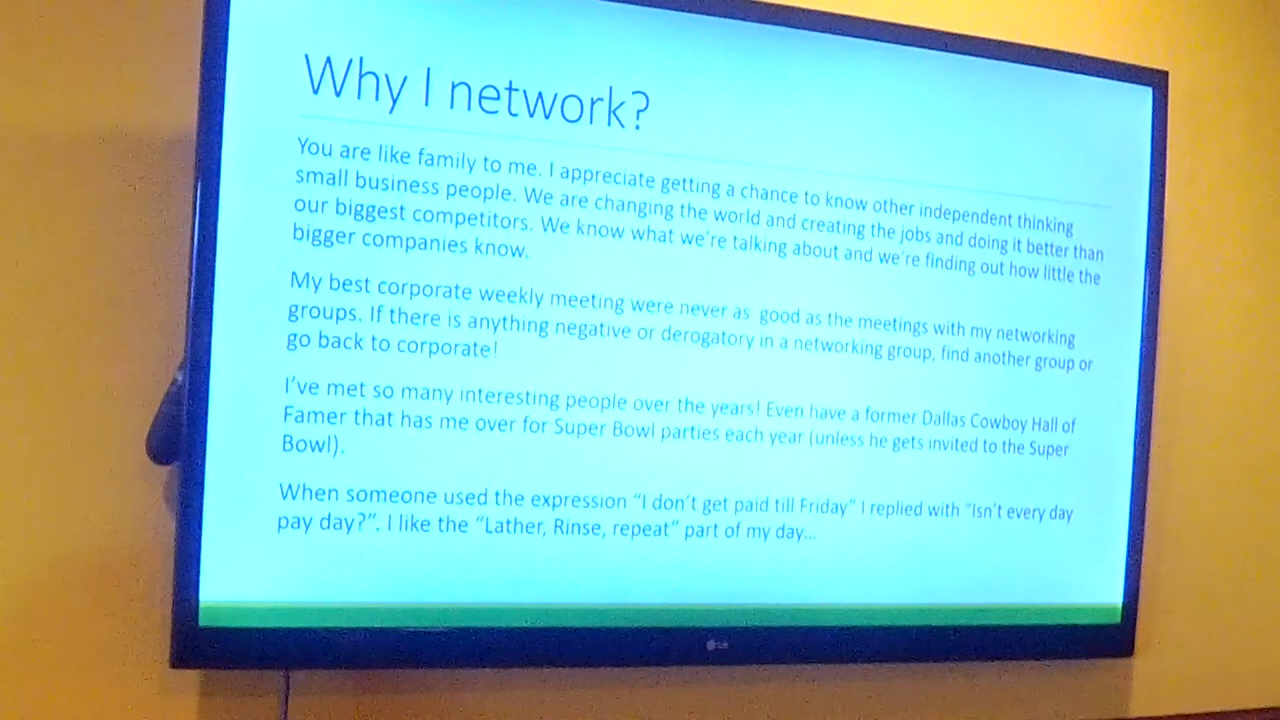 Why I network?
You are like family to me. I appreciate getting a chance to know other independent thinking
small business people. We are changing the world and creating the jobs and doing it better than
our biggest competitors. We know what we're talking about and we're finding out how little the
bigger companies know.
My best corporate weekly meeting were never as good as the meetings with my networking
groups. If there is anything negative or derogatory in a networking group, find another group or
go back to corporate!
I've met so many interesting people over the years! Even have a former Dallas Cowboy Hall of
Famer that has me over for Super Bowl parties each year (unless he gets invited to the Super
Bowl).
When someone used the expression "I don't get paid till Friday" I replied with "Isn't every day
pay day?". I like the "Lather, Rinse, repeat" part of my day...
LG